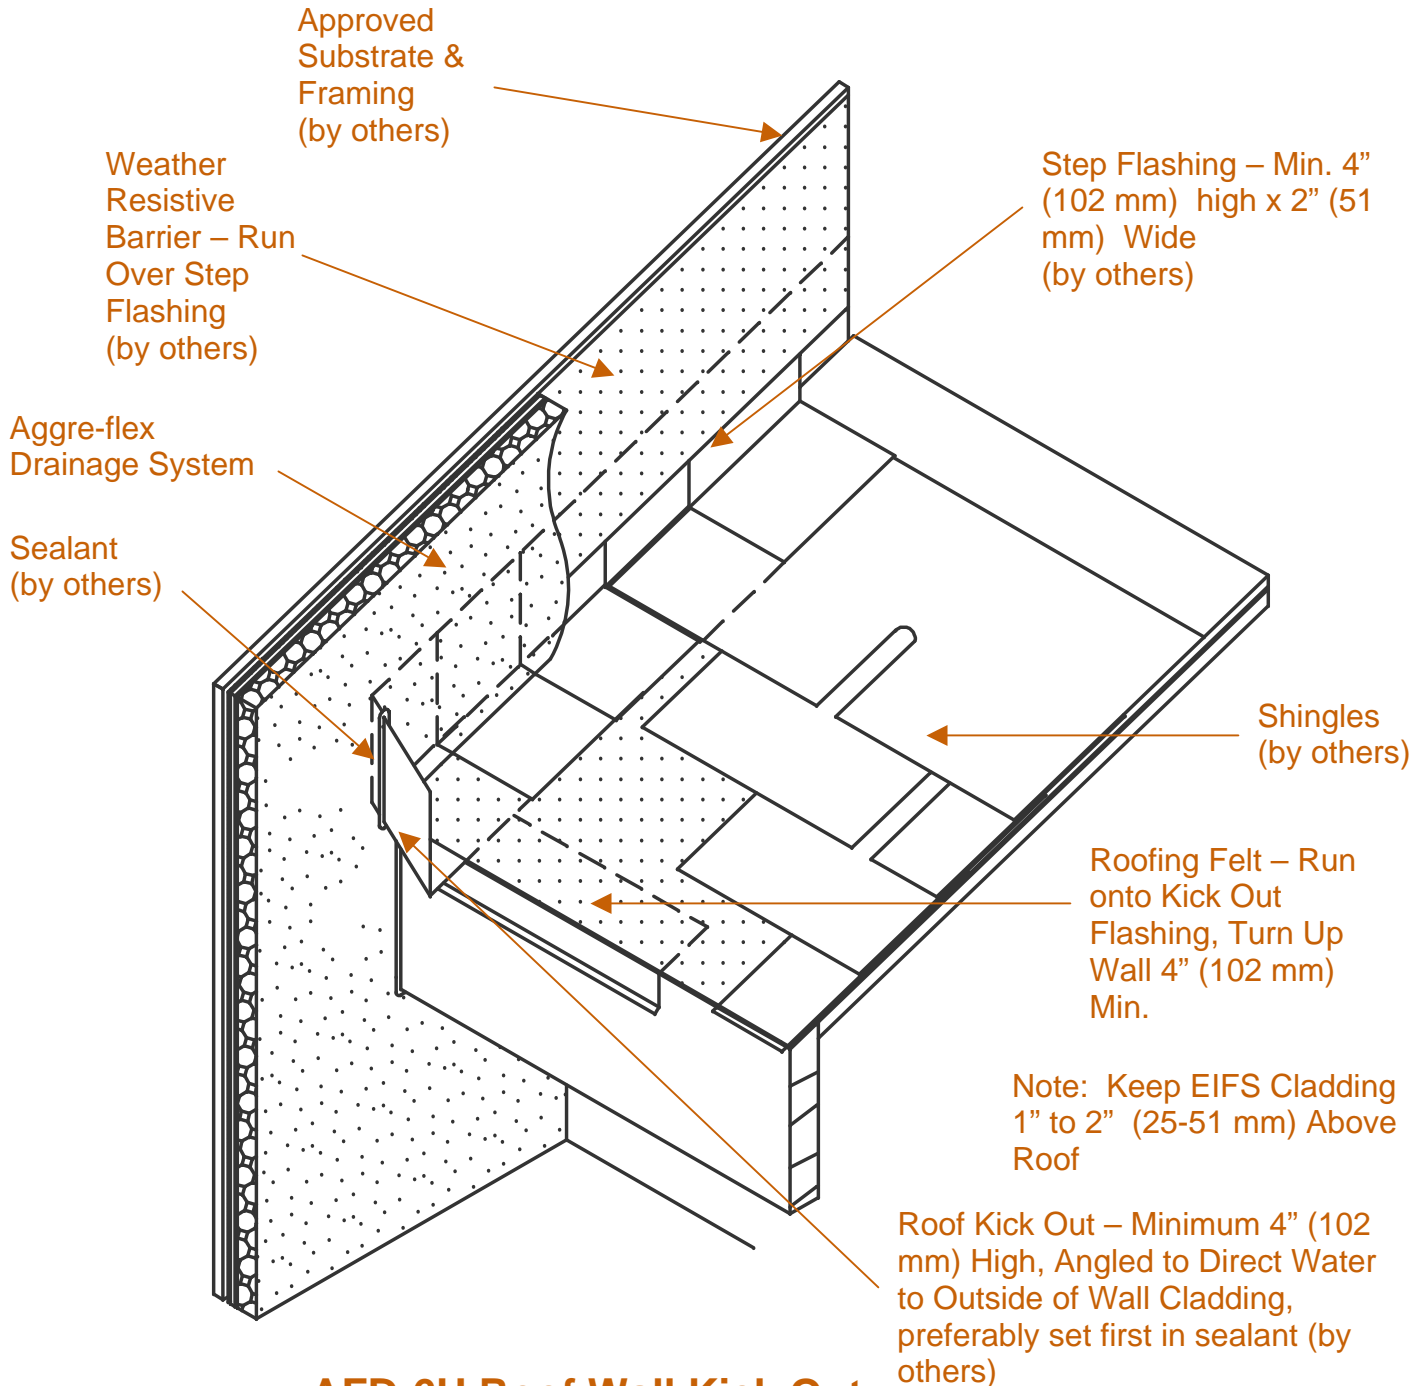 Approved
Substrate &
Framing
(by others)
Weather
Resistive
Barrier – Run
Over Step
Flashing
(by others)
Step Flashing – Min. 4”
(102 mm)  high x 2” (51
mm)  Wide
(by others)
Aggre-flex
Drainage System
Sealant
(by others)
Shingles
(by others)
Roofing Felt – Run
onto Kick Out
Flashing, Turn Up
Wall 4” (102 mm)
Min.
Note:  Keep EIFS Cladding
1” to 2”  (25-51 mm) Above
Roof
Roof Kick Out – Minimum 4” (102
mm) High, Angled to Direct Water
to Outside of Wall Cladding,
preferably set first in sealant (by
others)
Roof Wall Kick Out